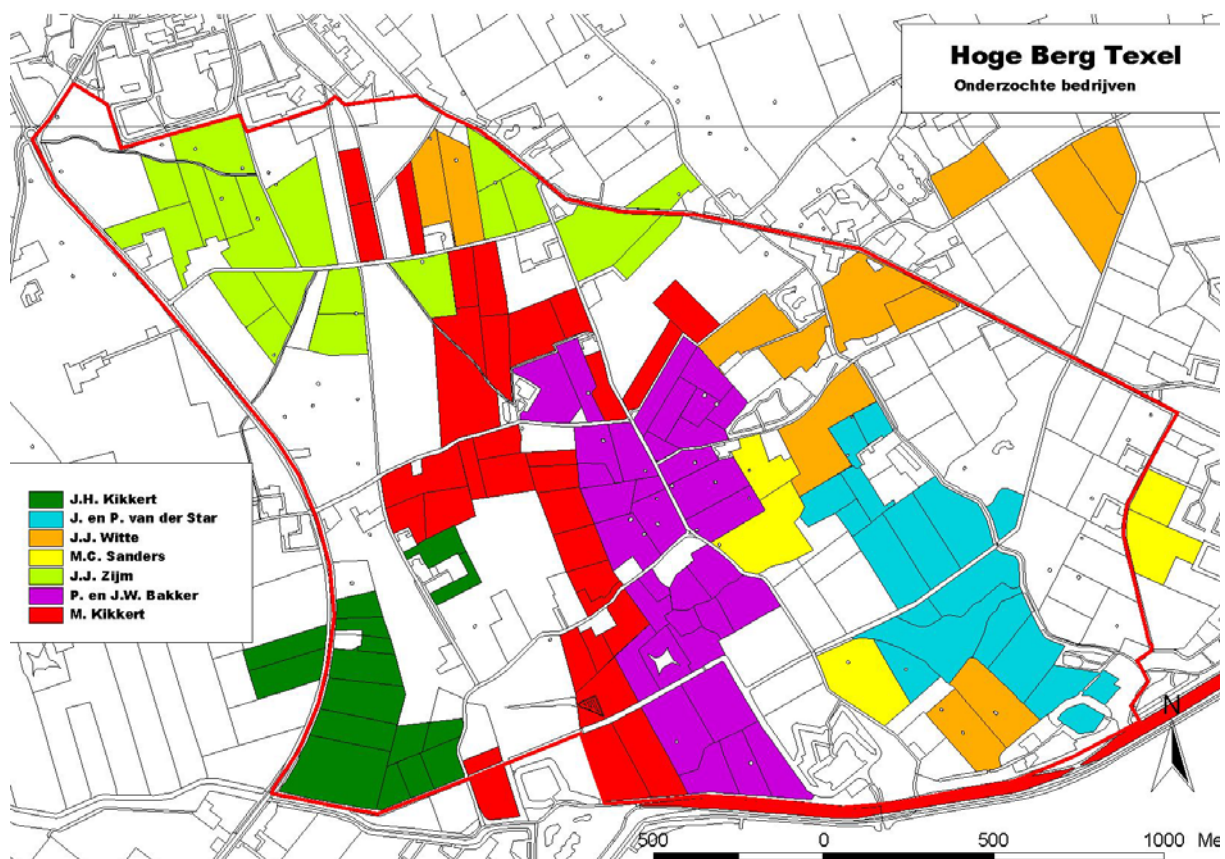 Hoge Berg Texel
Onderzochte bedrijven
J.H. Kikkert
J. en P. van der Star
J.J. Witte
M.C. Sanders
J.J. Zijm
P. en J.W. Bakker
M. Kikkert
N
500 0 500 1000 Me